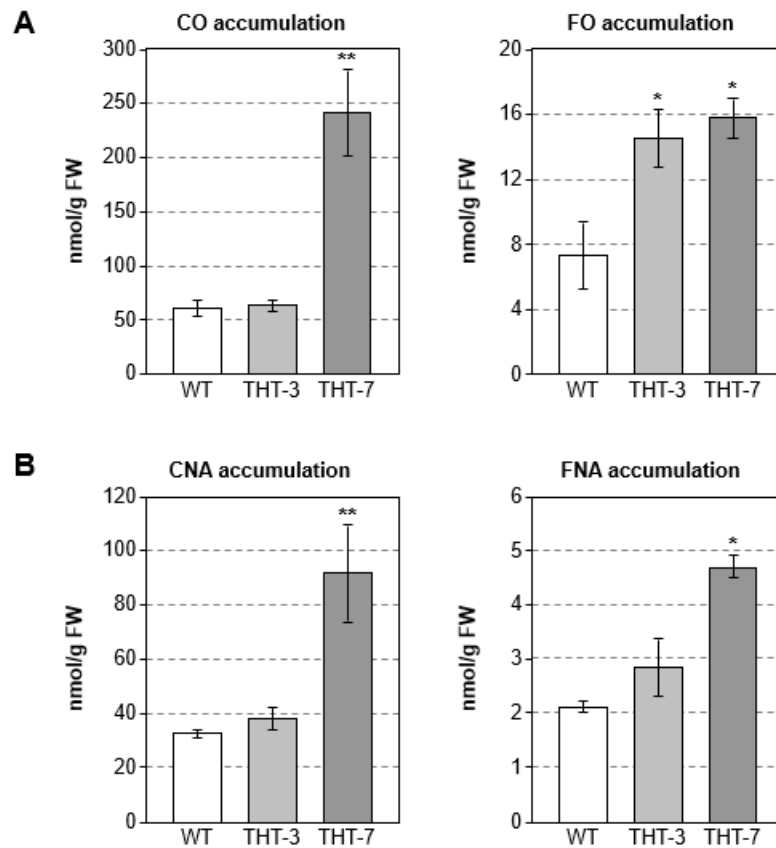 A
CO accumulation
nmol/g FW
300
250
200
150
100
50
0
**
WT THT-3 THT-7
FO accumulation
nmol/g FW
20
16
12
8
4
0
* *
WT THT-3 THT-7
B
CNA accumulation
nmol/g FW
120
100
80
60
40
20
0
**
WT THT-3 THT-7
FNA accumulation
nmol/g FW
6
5
4
3
2
1
0
*
WT THT-3 THT-7